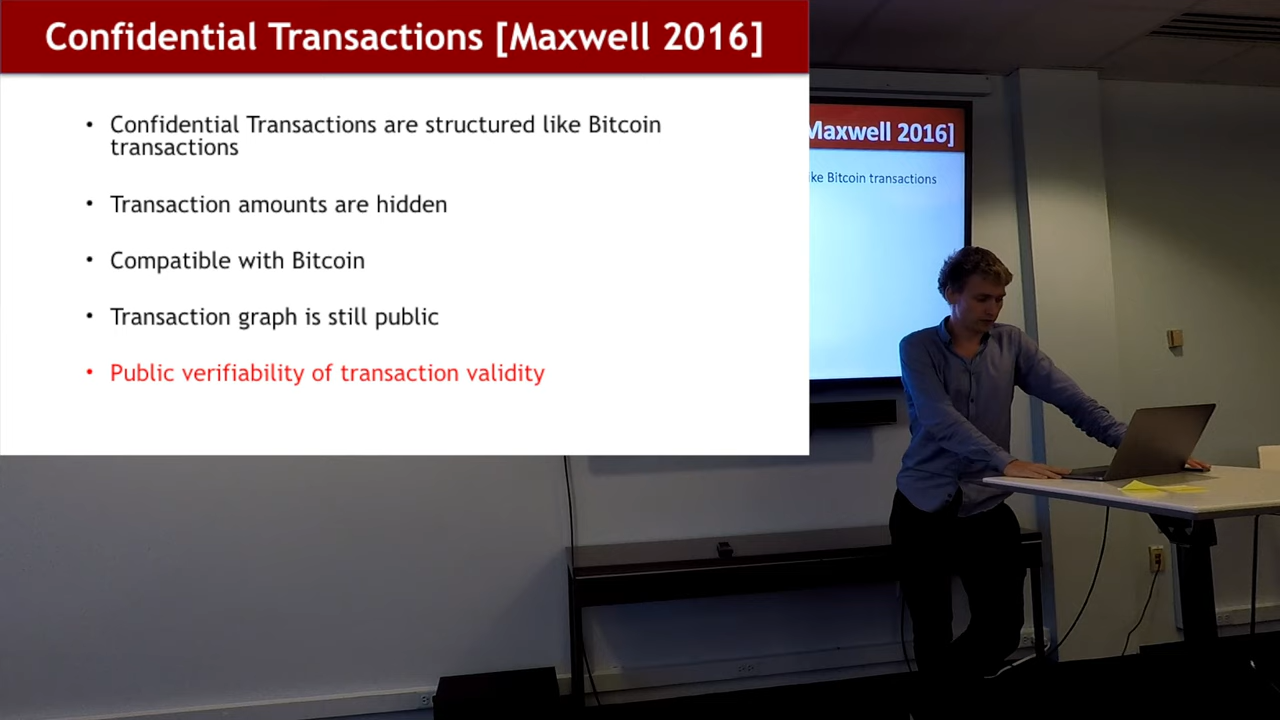 Confidential Transactions [Maxwell 2016]
• Confidential Transactions are structured like Bitcoin
transactions
• Transaction amounts are hidden
• Compatible with Bitcoin
• Transaction graph is still public
• Public verifiability of transaction validity
Maxwell 2016]
ike Bitcoin transactions